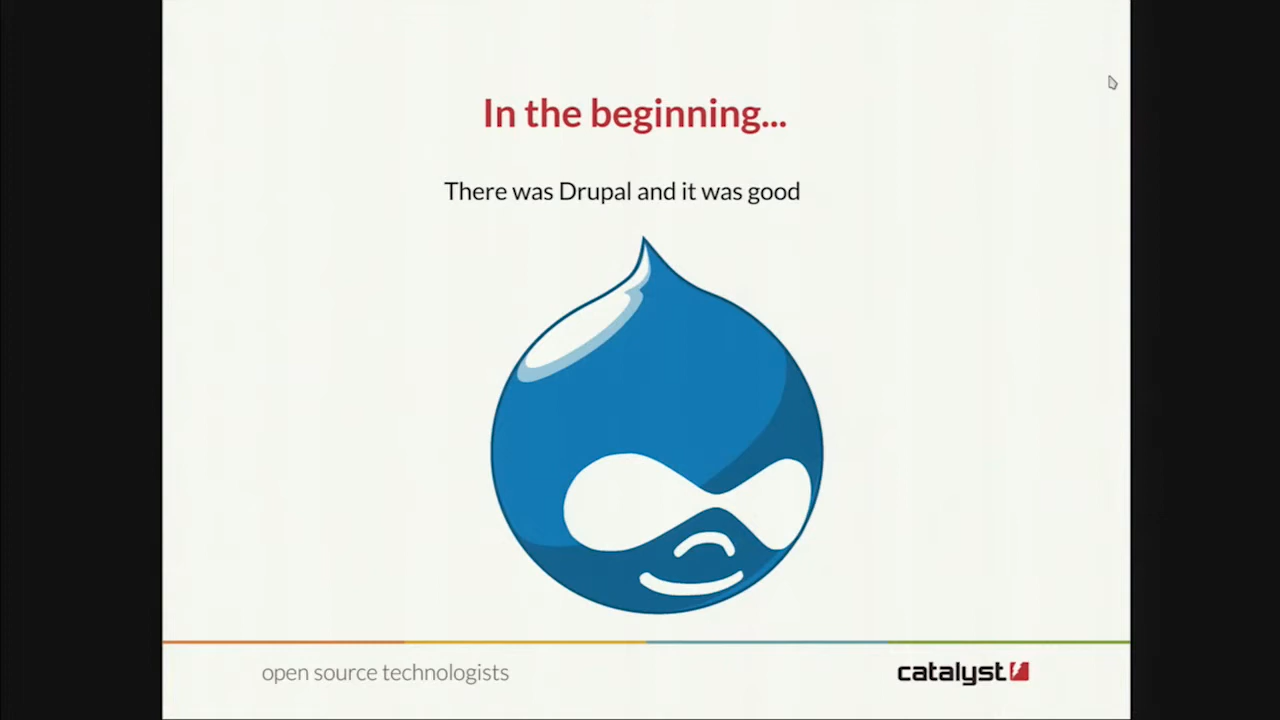 In the beginning...
There was Drupal and it was good
open source technologists
catalyst